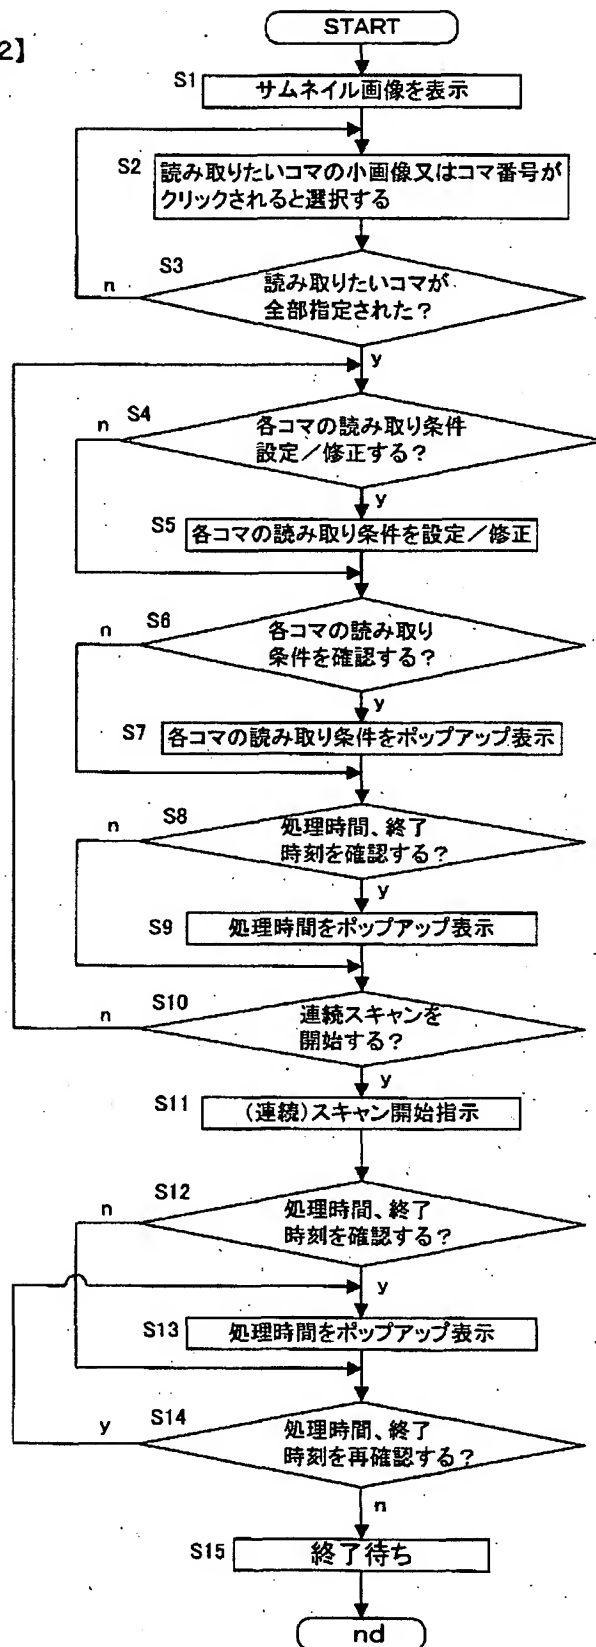 2】
START
S1
サムネイル画像を表示
S2
読み取りたいコマの小画像又はコマ番号が
クリックされると選択する
S3
n
読み取りたいコマが
全部指定された？
y
S4
n
各コマの読み取り条件
設定／修正する？
y
S5
各コマの読み取り条件を設定／修正
S6
n
各コマの読み取り
条件を確認する？
y
S7
各コマの読み取り条件をポップアップ表示
S8
n
処理時間、終了
時刻を確認する？
y
S9
処理時間をポップアップ表示
S10
n
連続スキャンを
開始する？
y
S11
(連続)スキャン開始指示
S12
n
処理時間、終了
時刻を確認する？
y
S13
処理時間をポップアップ表示
S14
y
処理時間、終了
時刻を再確認する？
n
S15
終了待ち
nd